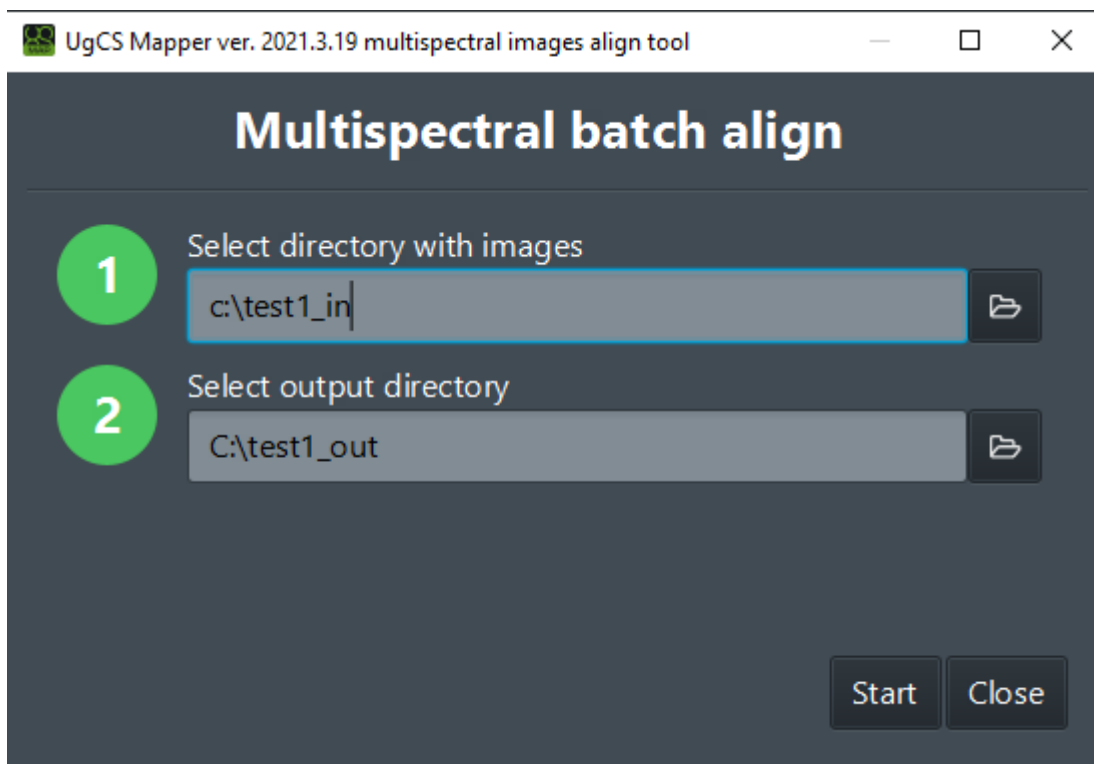 UgCS Mapper ver. 2021.3.19 multispectral images align tool
Multispectral batch align
1
Select directory with images
c:\test1_in
2
Select output directory
C:\test1_out
Start
Close